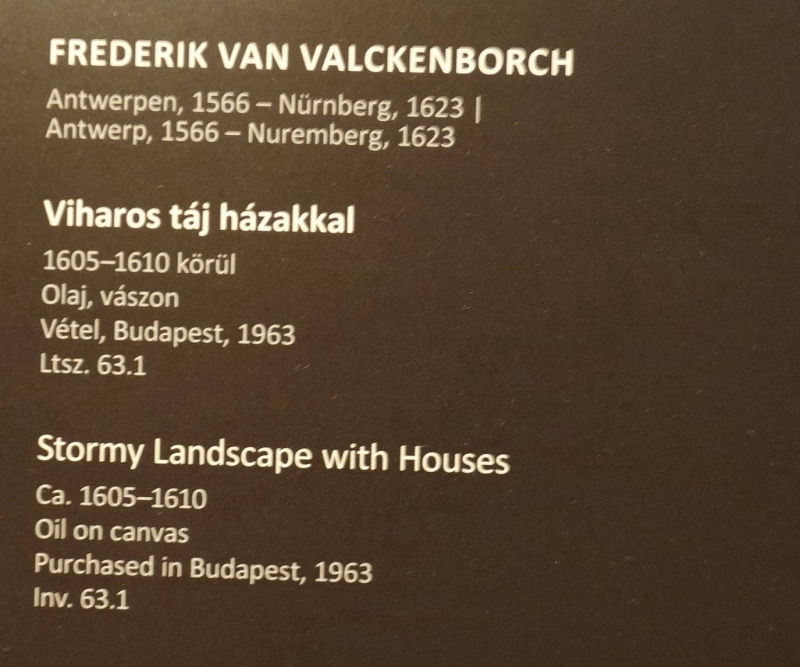 FREDERIK VAN VALCKENBORCH
Antwerpen, 1566 – Nürnberg, 1623 |
Antwerp, 1566 – Nuremberg, 1623
Viharos táj házakkal
1605–1610 körül
Olaj, vászon
Vétel, Budapest, 1963
Ltsz. 63.1
Stormy Landscape with Houses
Ca. 1605–1610
Oil on canvas
Purchased in Budapest, 1963
Inv. 63.1